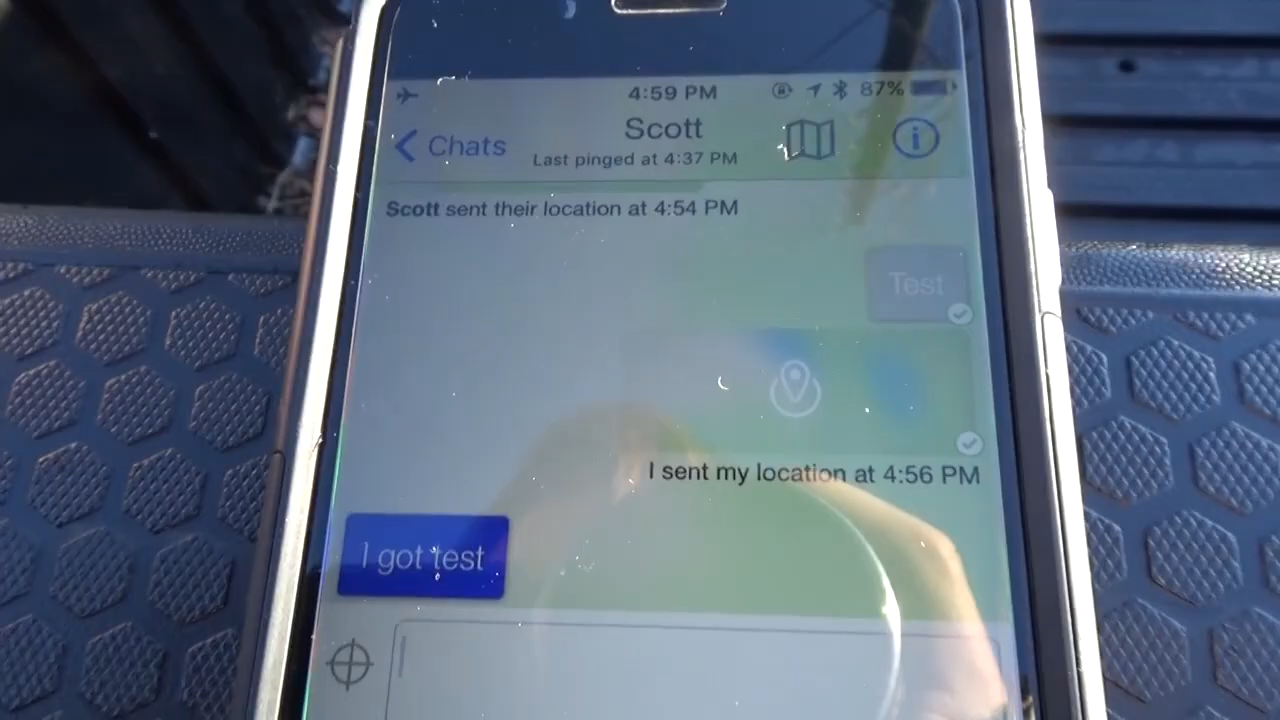 4:59 PM 87%
Chats Scott
Last pinged at 4:37 PM
Scott sent their location at 4:54 PM
Test
I sent my location at 4:56 PM
I got test